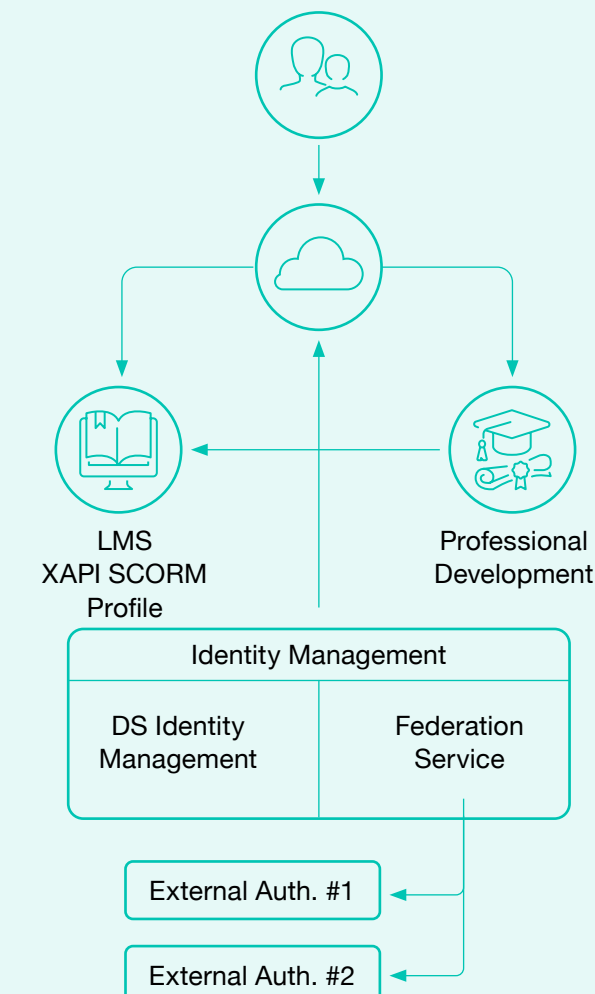 LMS
XAPI SCORM
Profile
Professional
Development
Identity Management
DS Identity
Management
Federation
Service
External Auth. #1
External Auth. #2